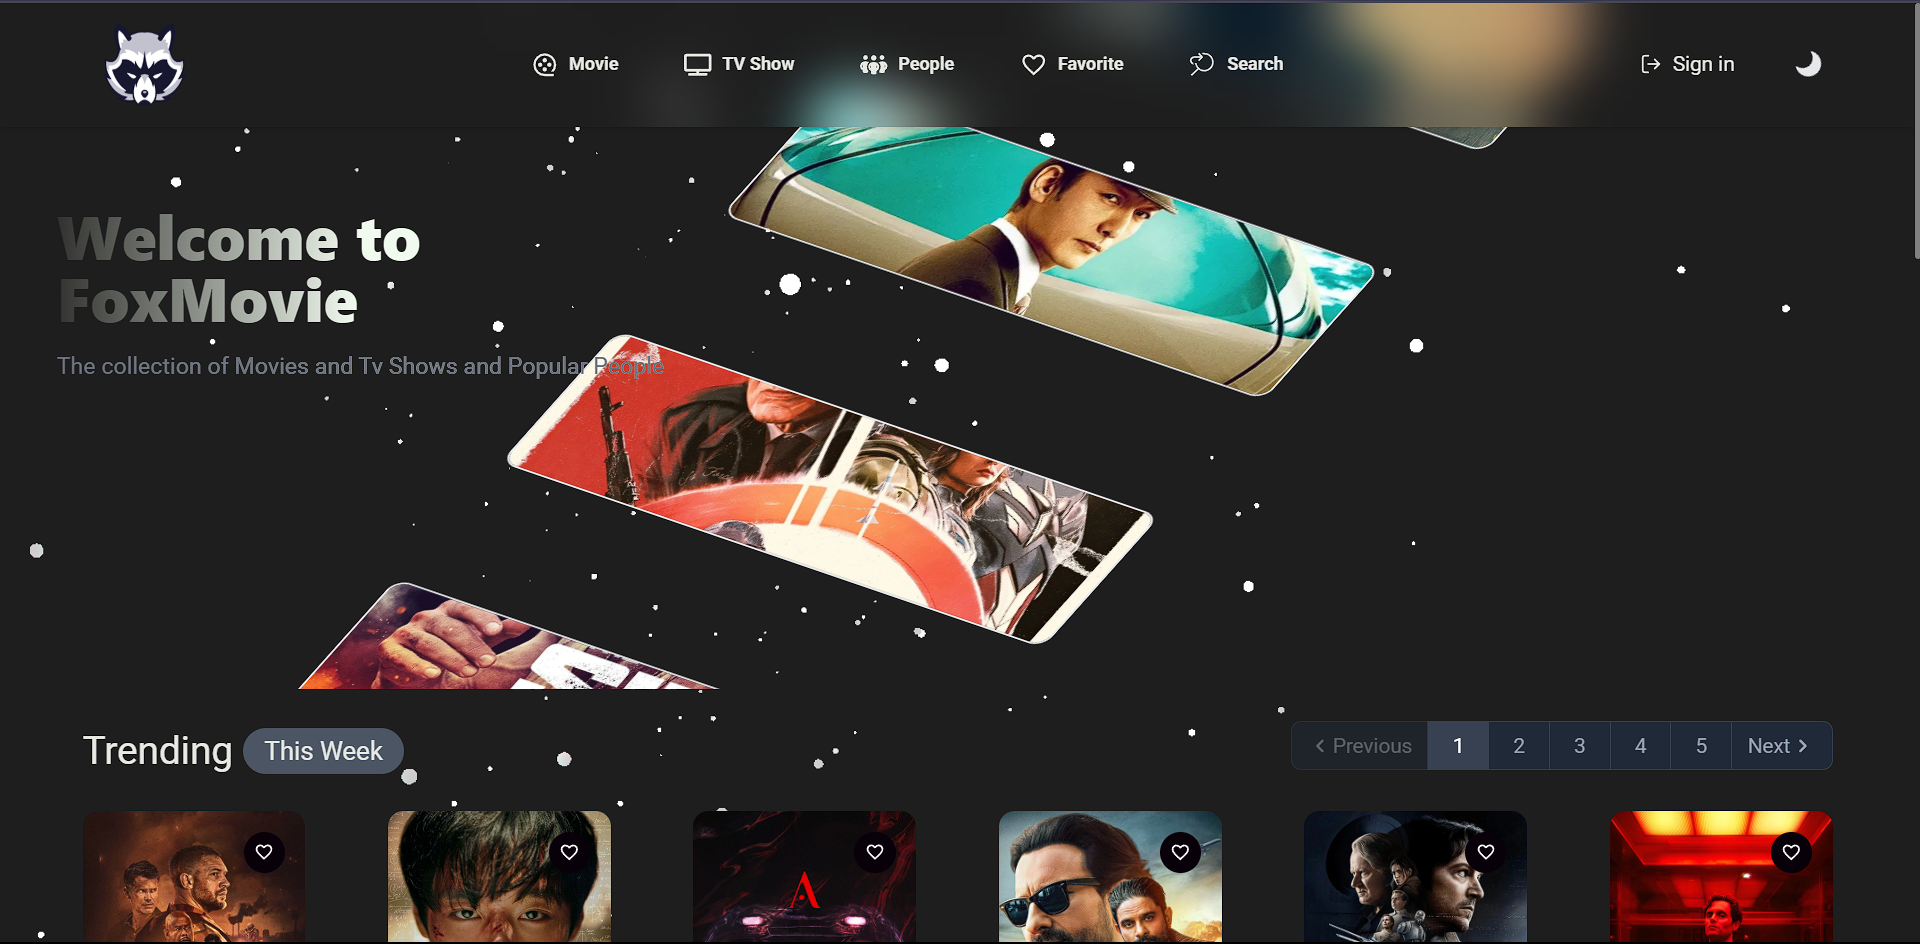 Movie
TV Show
People
Favorite
Search
Sign in
Welcome to
FoxMovie
The collection of Movies and Tv Shows and Popular People
Trending
This Week
Previous
1
2
3
4
5
Next